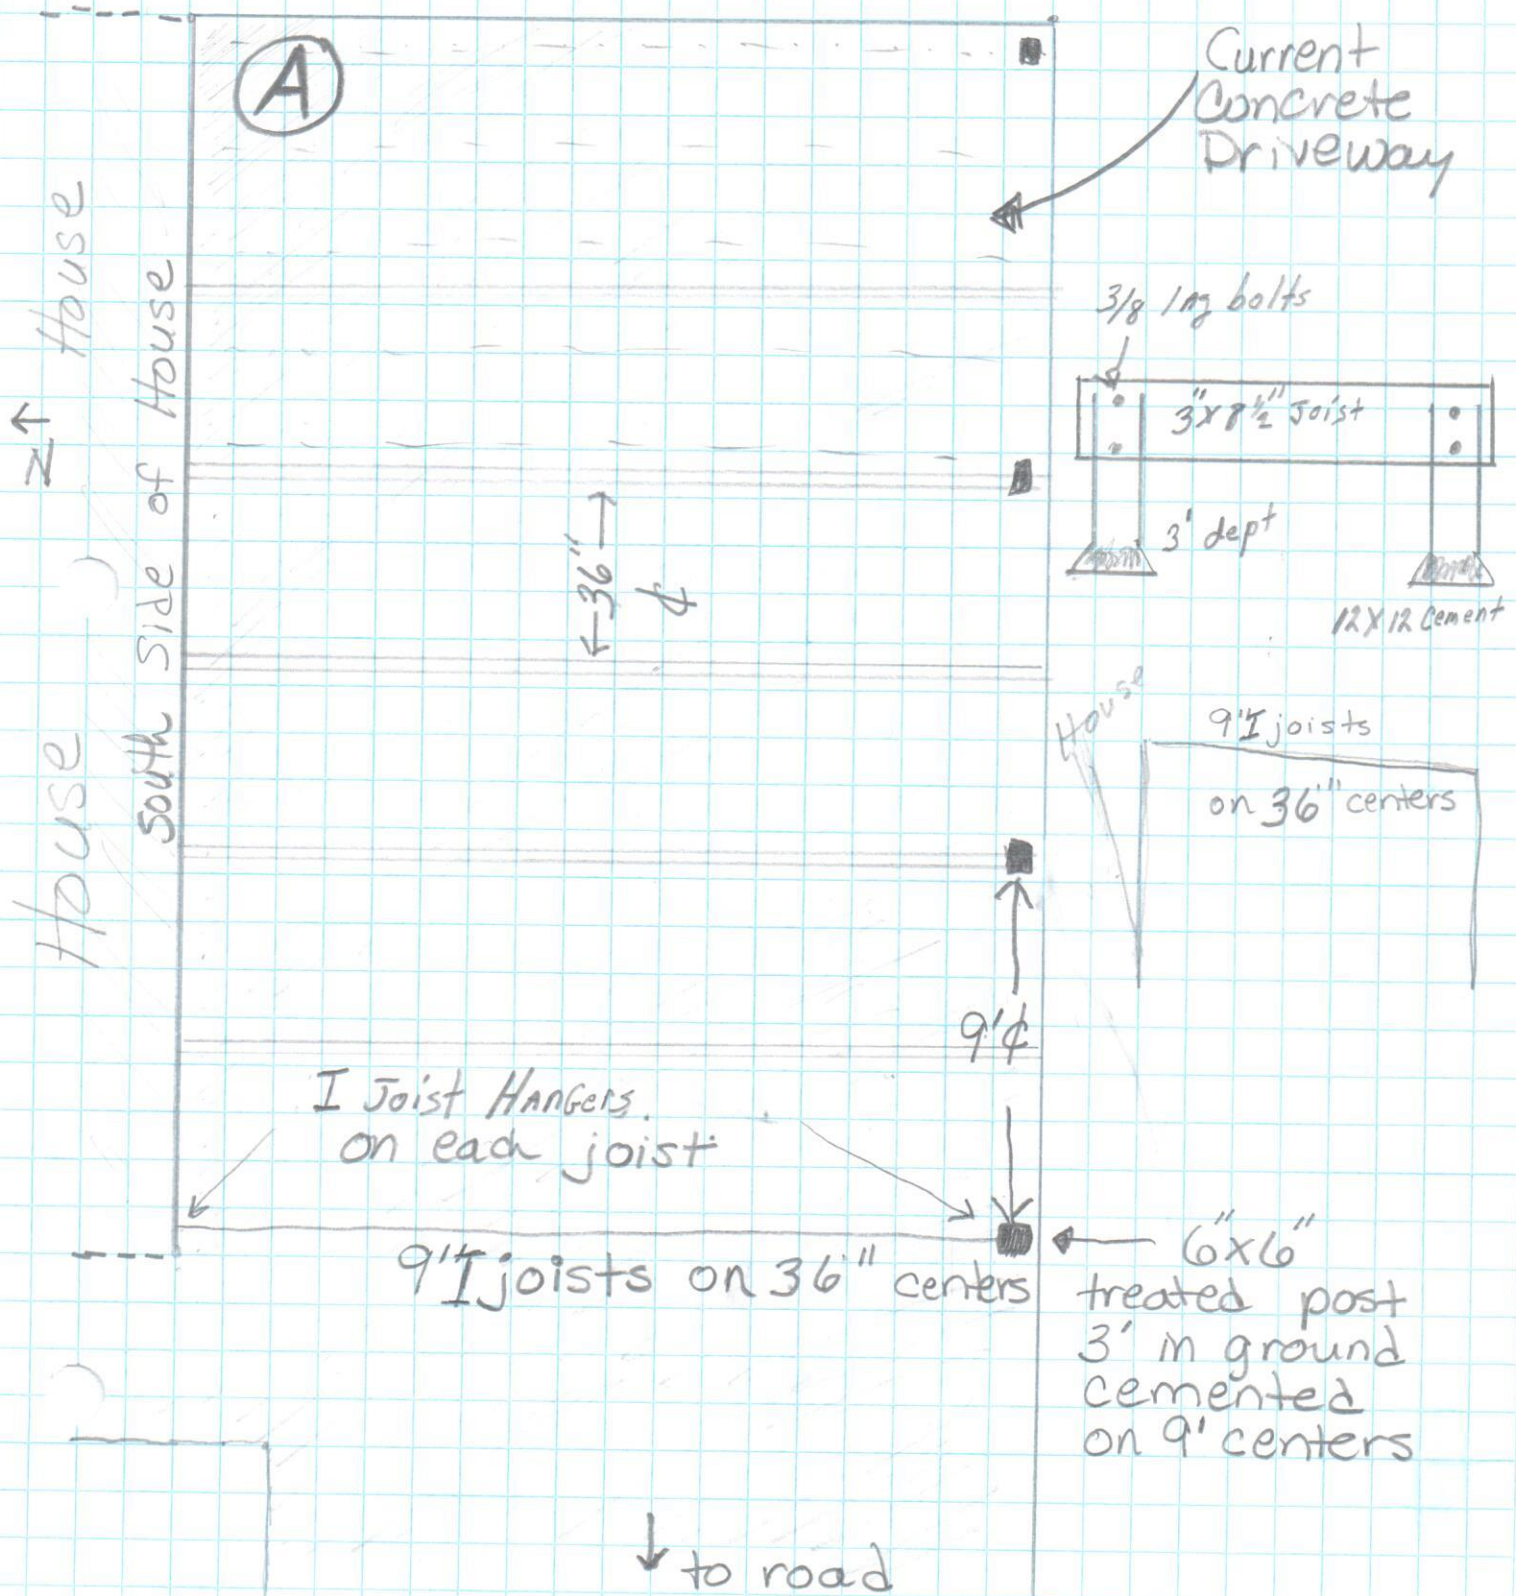 A
Current
Concrete
Driveway
House
House
South Side of House
N
3/8 lag bolts
3"x8½" Joist
3' dept
12x12 Cement
←36"→
¢
House
9' I joists
on 36" centers
9'¢
I Joist HANGERS.
on each joist
9' I joists on 36" centers
6"x6"
treated post
3' in ground
cemented
on 9' centers
to road